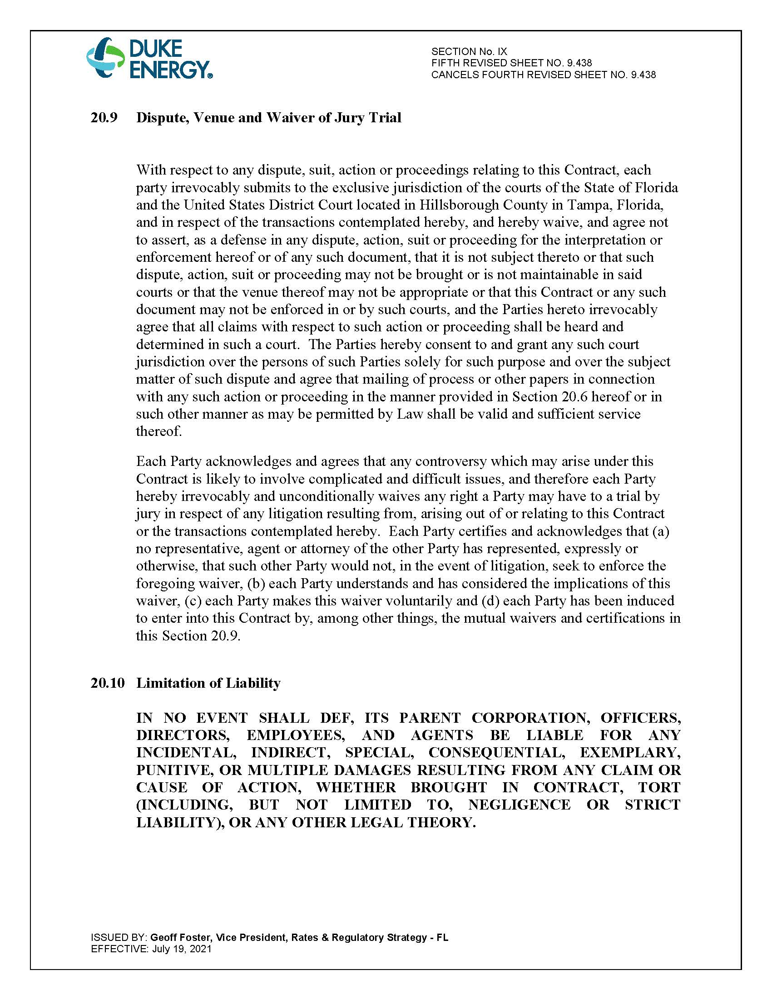 DUKE
ENERGY®
SECTION No. IX
FIFTH REVISED SHEET NO. 9.438
CANCELS FOURTH REVISED SHEET NO. 9.438
20.9 Dispute, Venue and Waiver of Jury Trial
With respect to any dispute, suit, action or proceedings relating to this Contract, each
party irrevocably submits to the exclusive jurisdiction of the courts of the State of Florida
and the United States District Court located in Hillsborough County in Tampa, Florida,
and in respect of the transactions contemplated hereby, and hereby waive, and agree not
to assert, as a defense in any dispute, action, suit or proceeding for the interpretation or
enforcement hereof or of any such document, that it is not subject thereto or that such
dispute, action, suit or proceeding may not be brought or is not maintainable in said
courts or that the venue thereof may not be appropriate or that this Contract or any such
document may not be enforced in or by such courts, and the Parties hereto irrevocably
agree that all claims with respect to such action or proceeding shall be heard and
determined in such a court.  The Parties hereby consent to and grant any such court
jurisdiction over the persons of such Parties solely for such purpose and over the subject
matter of such dispute and agree that mailing of process or other papers in connection
with any such action or proceeding in the manner provided in Section 20.6 hereof or in
such other manner as may be permitted by Law shall be valid and sufficient service
thereof.
Each Party acknowledges and agrees that any controversy which may arise under this
Contract is likely to involve complicated and difficult issues, and therefore each Party
hereby irrevocably and unconditionally waives any right a Party may have to a trial by
jury in respect of any litigation resulting from, arising out of or relating to this Contract
or the transactions contemplated hereby.  Each Party certifies and acknowledges that (a)
no representative, agent or attorney of the other Party has represented, expressly or
otherwise, that such other Party would not, in the event of litigation, seek to enforce the
foregoing waiver, (b) each Party understands and has considered the implications of this
waiver, (c) each Party makes this waiver voluntarily and (d) each Party has been induced
to enter into this Contract by, among other things, the mutual waivers and certifications in
this Section 20.9.
20.10 Limitation of Liability
IN NO EVENT SHALL DEF, ITS PARENT CORPORATION, OFFICERS,
DIRECTORS, EMPLOYEES, AND AGENTS BE LIABLE FOR ANY
INCIDENTAL, INDIRECT, SPECIAL, CONSEQUENTIAL, EXEMPLARY,
PUNITIVE, OR MULTIPLE DAMAGES RESULTING FROM ANY CLAIM OR
CAUSE OF ACTION, WHETHER BROUGHT IN CONTRACT, TORT
(INCLUDING, BUT NOT LIMITED TO, NEGLIGENCE OR STRICT
LIABILITY), OR ANY OTHER LEGAL THEORY.
ISSUED BY: Geoff Foster, Vice President, Rates & Regulatory Strategy - FL
EFFECTIVE: July 19, 2021